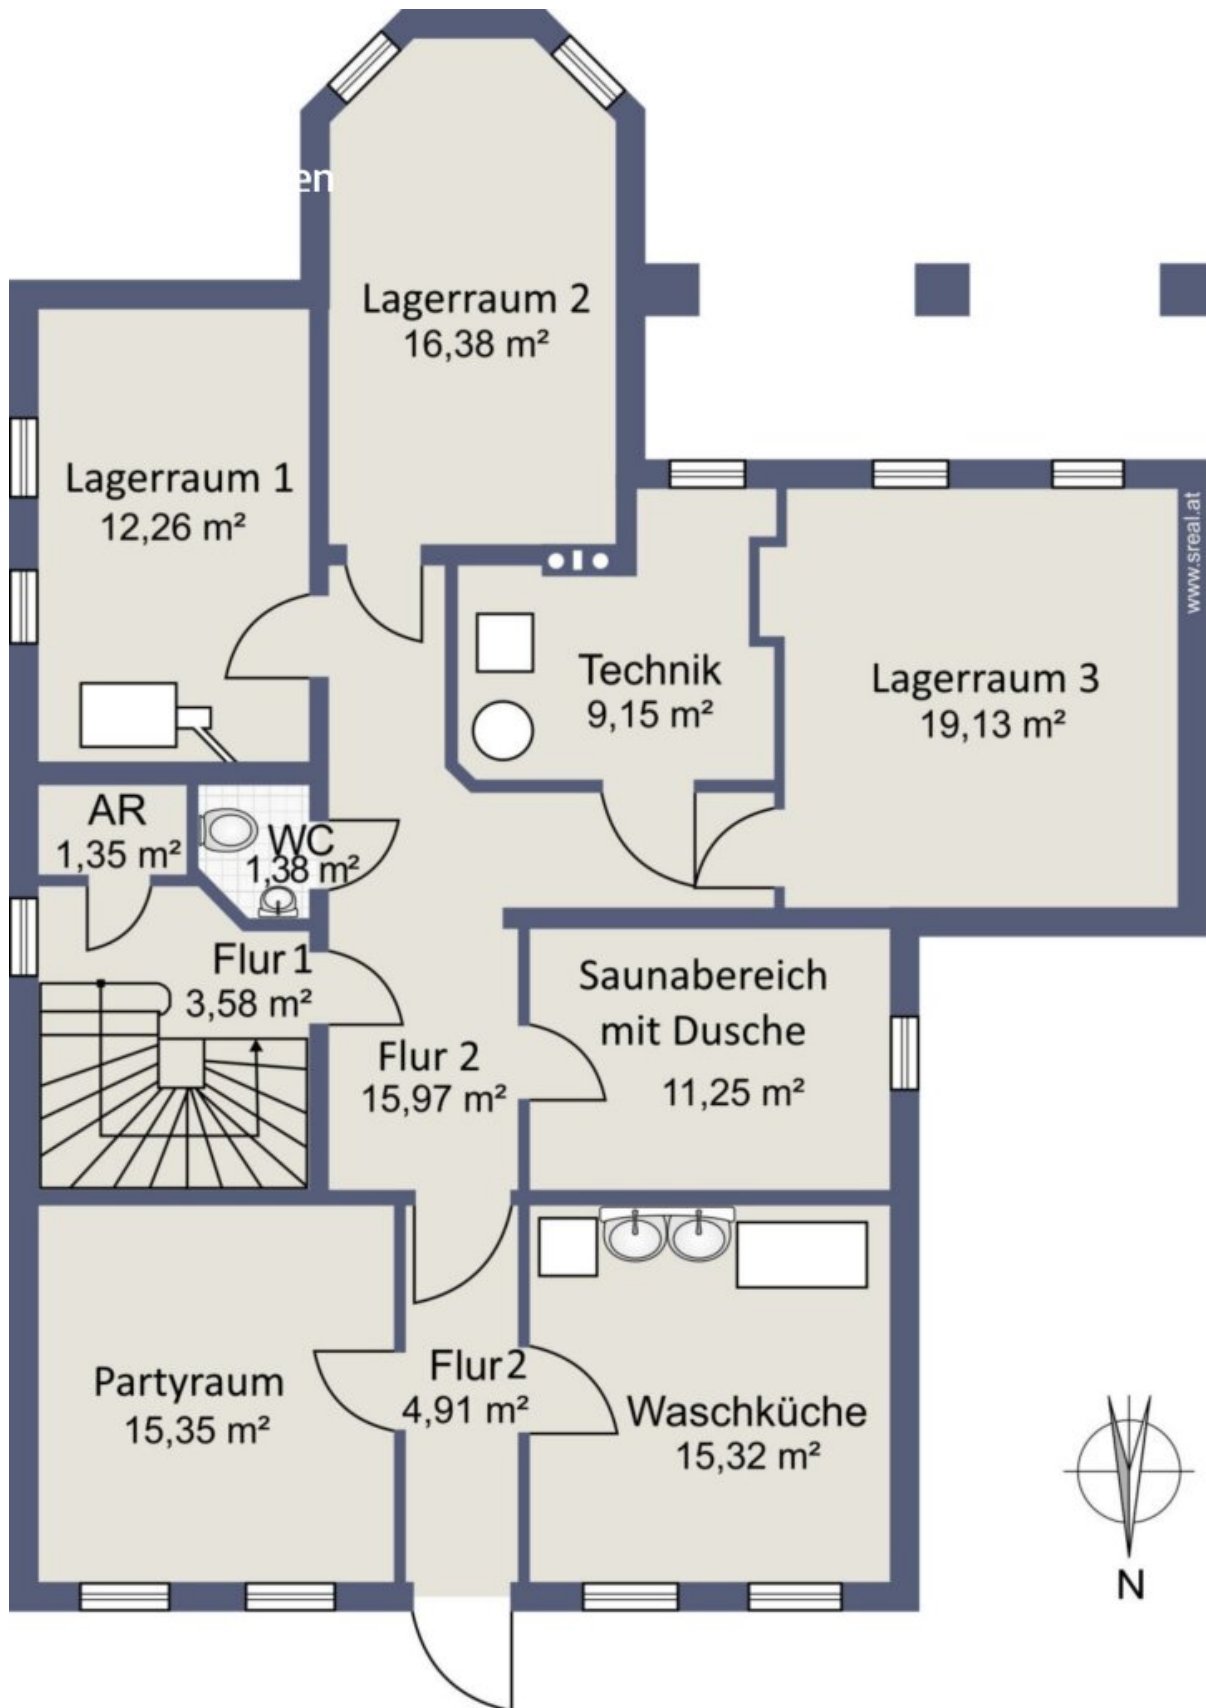 en
Lagerraum 2
16,38 m²
Lagerraum 1
12,26 m²
www.sreal.at
Technik
9,15 m²
Lagerraum 3
19,13 m²
AR
1,35 m²
WC
1,38 m²
Flur 1
3,58 m²
Saunabereich
mit Dusche
11,25 m²
Flur 2
15,97 m²
Partyraum
15,35 m²
Flur 2
4,91 m²
Waschküche
15,32 m²
N